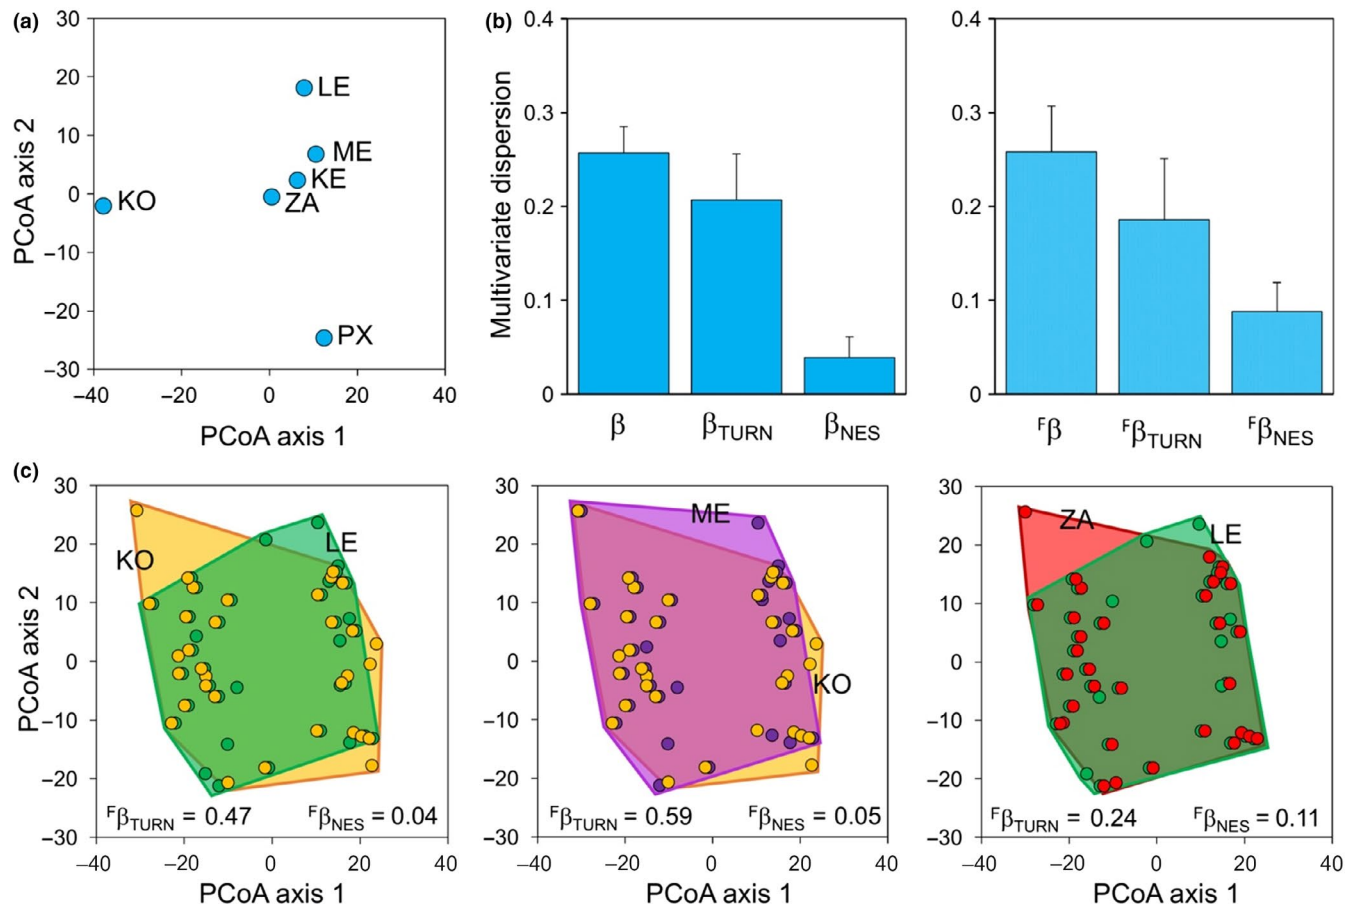 (a)
30
20
10
0
−10
−20
−30
−40
−20
0
20
40
PCoA axis 2
PCoA axis 1
LE
ME
KE
ZA
KO
PX
(b)
0.4
0.3
0.2
0.1
0
Multivariate dispersion
β
βTURN
βNES
0.4
0.3
0.2
0.1
0
Fβ
FβTURN
FβNES
(c)
30
20
10
0
−10
−20
−30
−40
−20
0
20
40
PCoA axis 2
PCoA axis 1
KO
LE
FβTURN = 0.47
FβNES = 0.04
30
20
10
0
−10
−20
−30
−40
−20
0
20
40
PCoA axis 1
ME
KO
FβTURN = 0.59
FβNES = 0.05
30
20
10
0
−10
−20
−30
−40
−20
0
20
40
PCoA axis 1
ZA
LE
FβTURN = 0.24
FβNES = 0.11